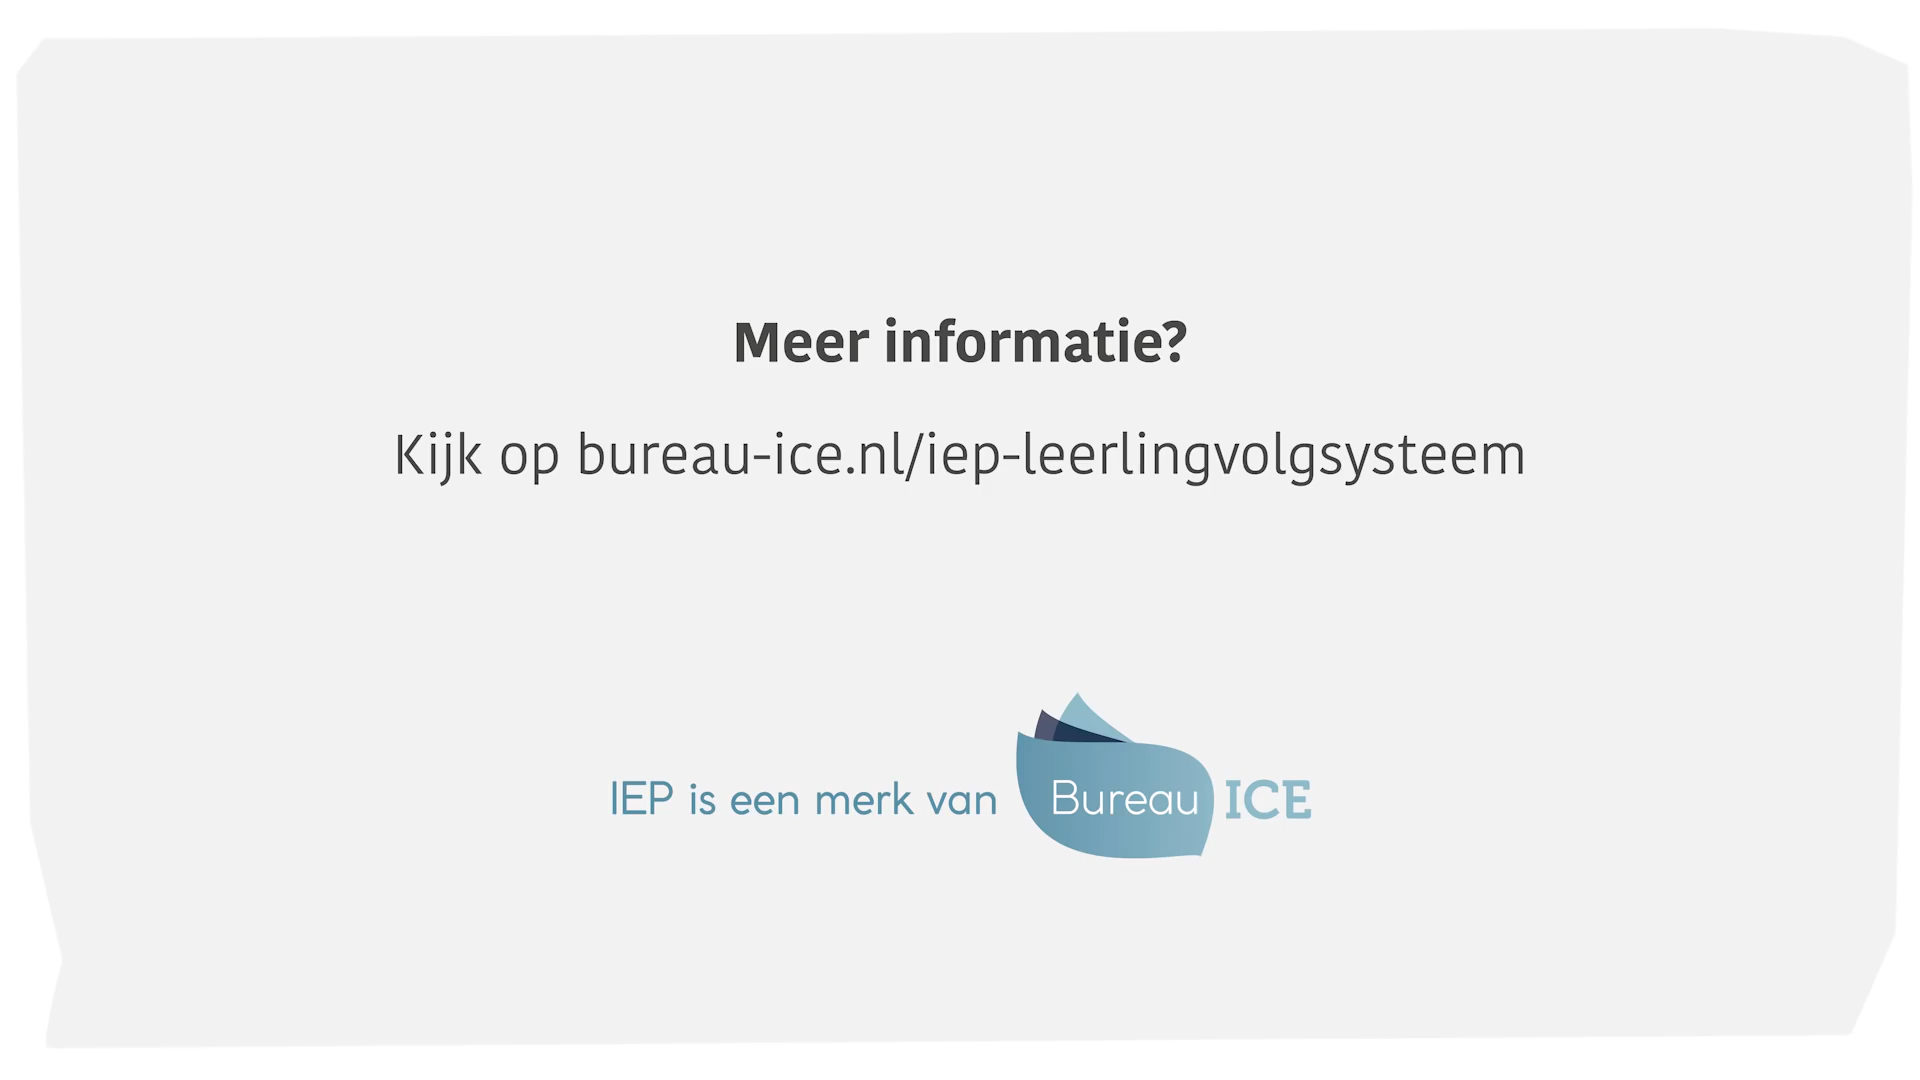 Meer informatie?
Kijk op bureau-ice.nl/iep-leerlingvolgsysteem
IEP is een merk van Bureau ICE